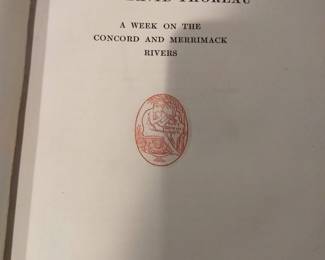 THOREAU
A WEEK ON THE
CONCORD AND MERRIMACK
RIVERS